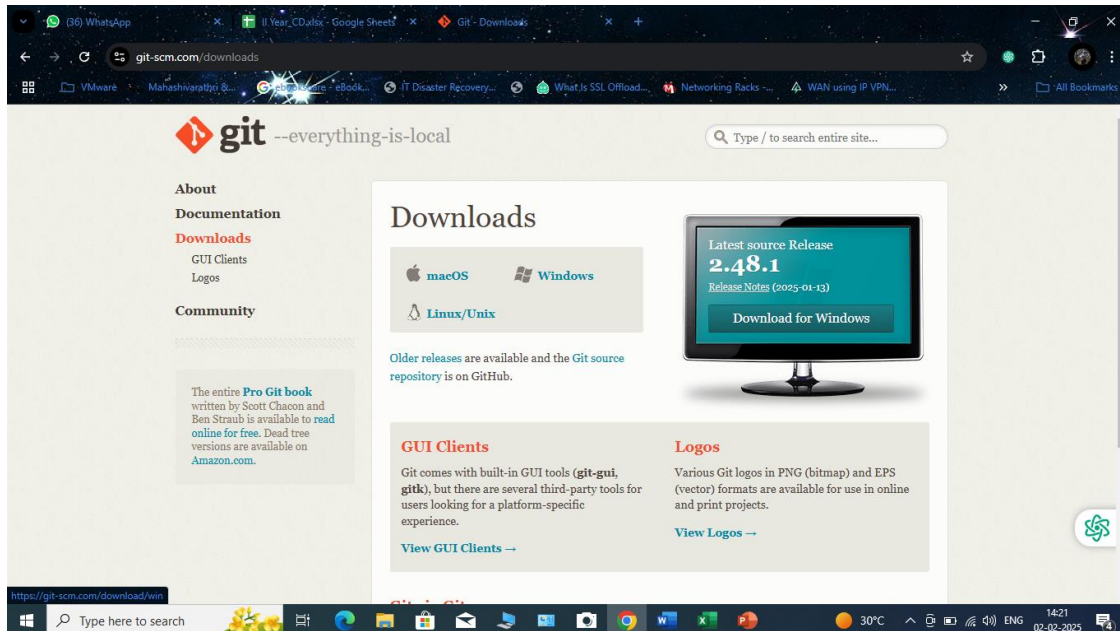 (36) WhatsApp
II Year_CD.xlsx - Google Sheets
Git - Downloads
git-scm.com/downloads
VMware
Mahashivarathri &...
IT Disaster Recovery...
What Is SSL Offload...
Networking Racks -...
WAN using IP VPN...
All Bookmarks
git --everything-is-local
Type / to search entire site...
About
Documentation
Downloads
GUI Clients
Logos
Community
The entire Pro Git book
written by Scott Chacon and
Ben Straub is available to read
online for free. Dead tree
versions are available on
Amazon.com.
Downloads
macOS
Windows
Linux/Unix
Older releases are available and the Git source
repository is on GitHub.
Latest source Release
2.48.1
Release Notes (2025-01-13)
Download for Windows
GUI Clients
Git comes with built-in GUI tools (git-gui,
gitk), but there are several third-party tools for
users looking for a platform-specific
experience.
View GUI Clients →
Logos
Various Git logos in PNG (bitmap) and EPS
(vector) formats are available for use in online
and print projects.
View Logos →
https://git-scm.com/download/win
Type here to search
30°C
ENG
14:21
02-02-2025